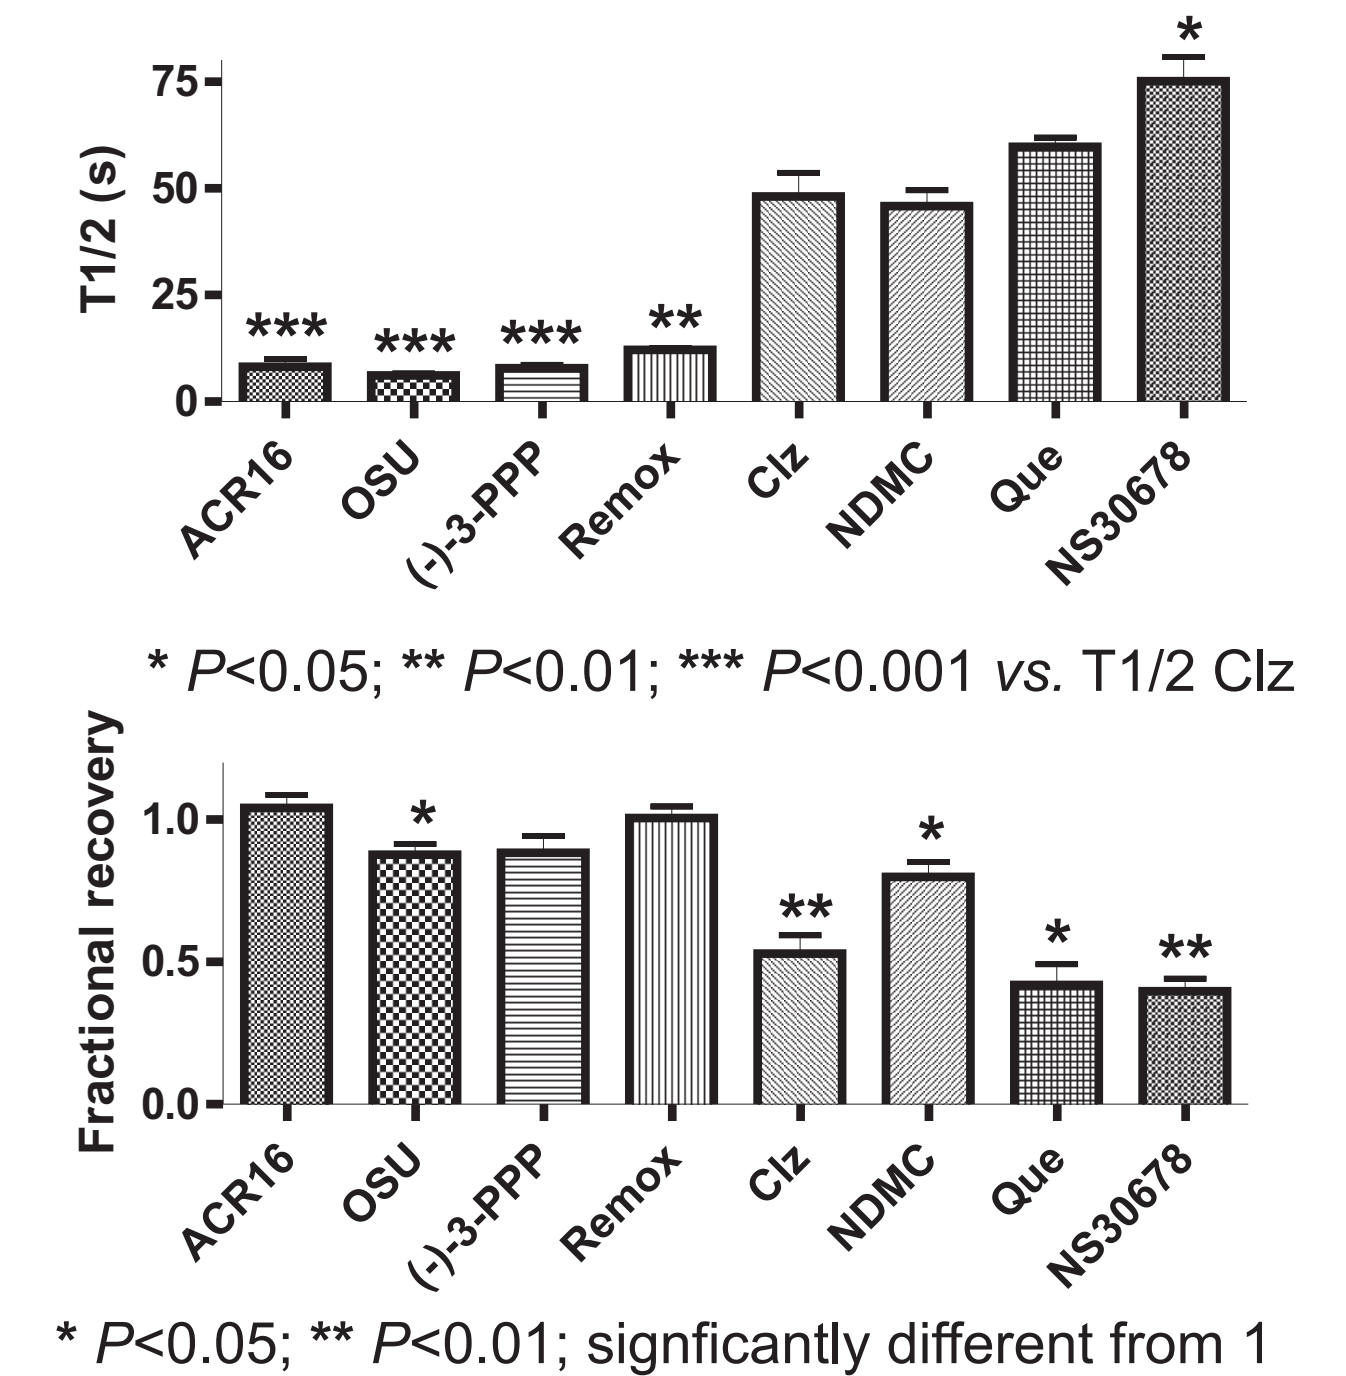 *
75
50
25
0
T1/2 (s)
*** *** *** **
ACR16 OSU (-)-3-PPP Remox Clz NDMC Que NS30678
* P<0.05; ** P<0.01; *** P<0.001 vs. T1/2 Clz
Fractional recovery
1.0
0.5
0.0
* ** * * **
ACR16 OSU (-)-3-PPP Remox Clz NDMC Que NS30678
* P<0.05; ** P<0.01; signficantly different from 1